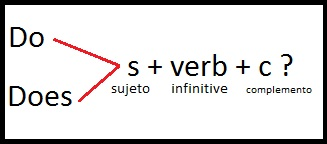 Do
s + verb + c ?
sujeto infinitive complemento
Does